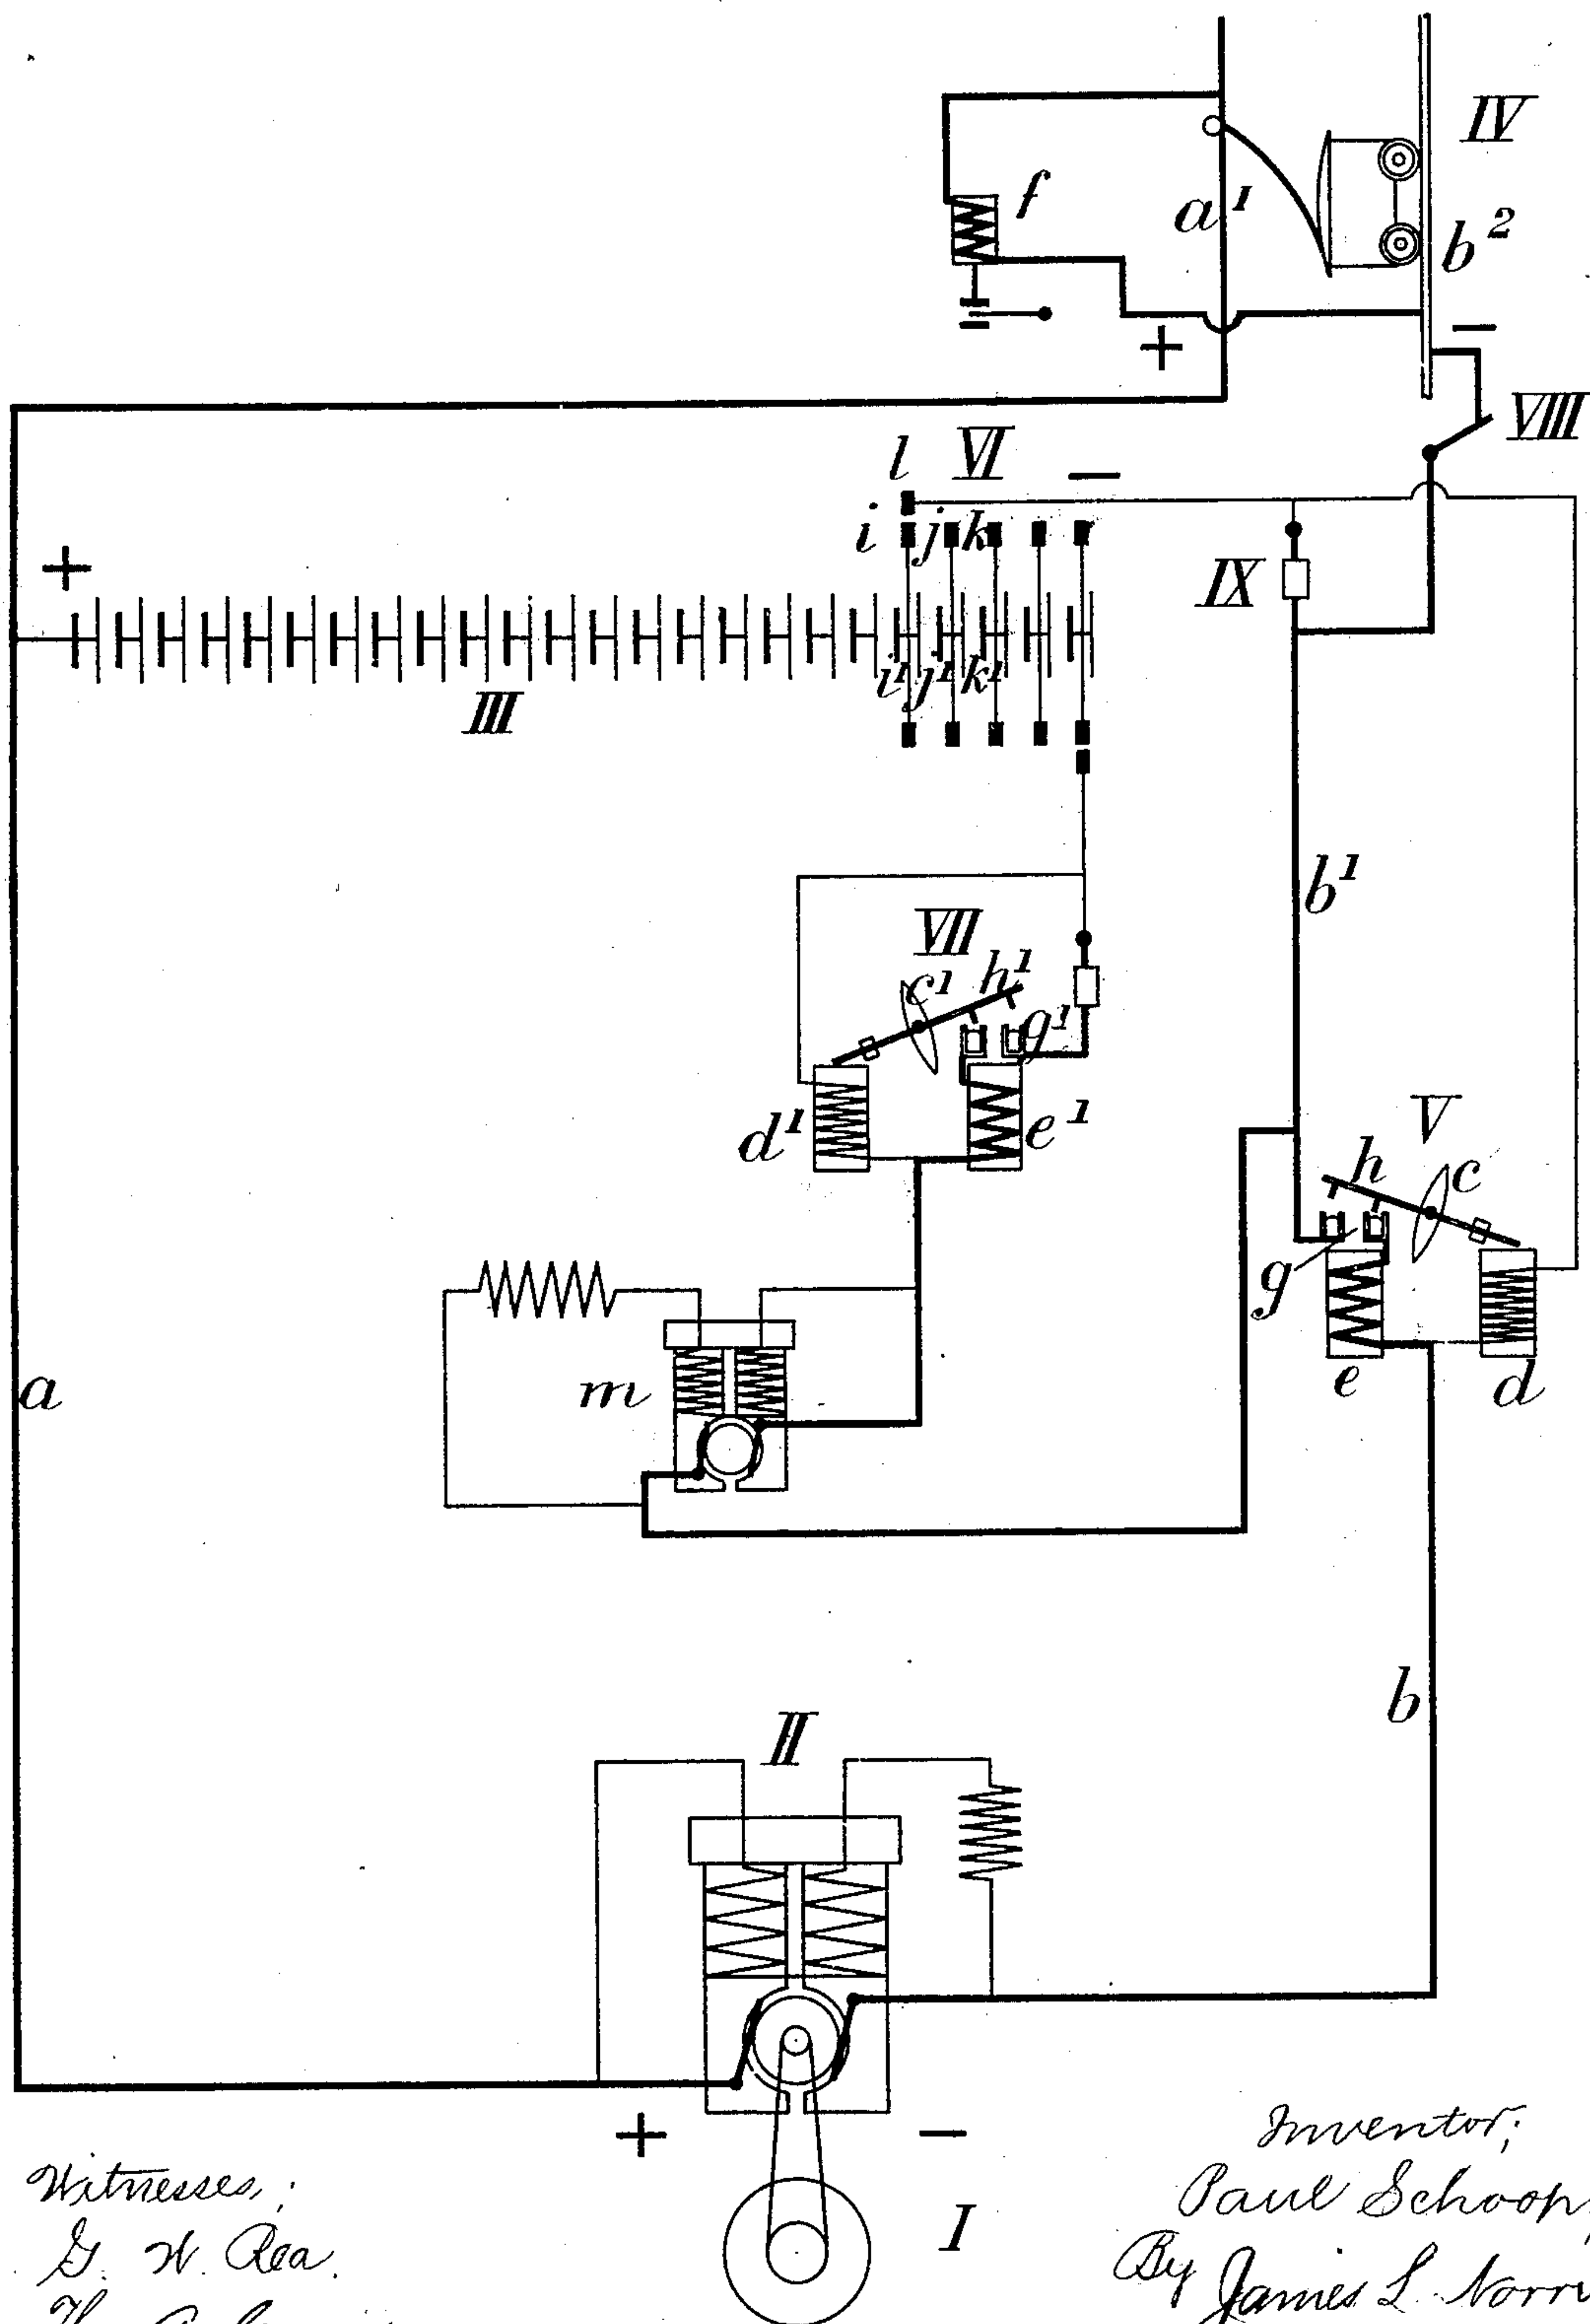 f
a¹
IV
b²
+
−
VIII
l VI −
i j k
+
IX
i¹ j¹ k¹
III
b¹
VII
c¹ h¹
g¹
d¹
e¹
V
h c
g
a
m
e
d
b
II
+ −
I
Inventor;
Witnesses;
Paul Schoop,
G. W. Rea.
By James L. Norri